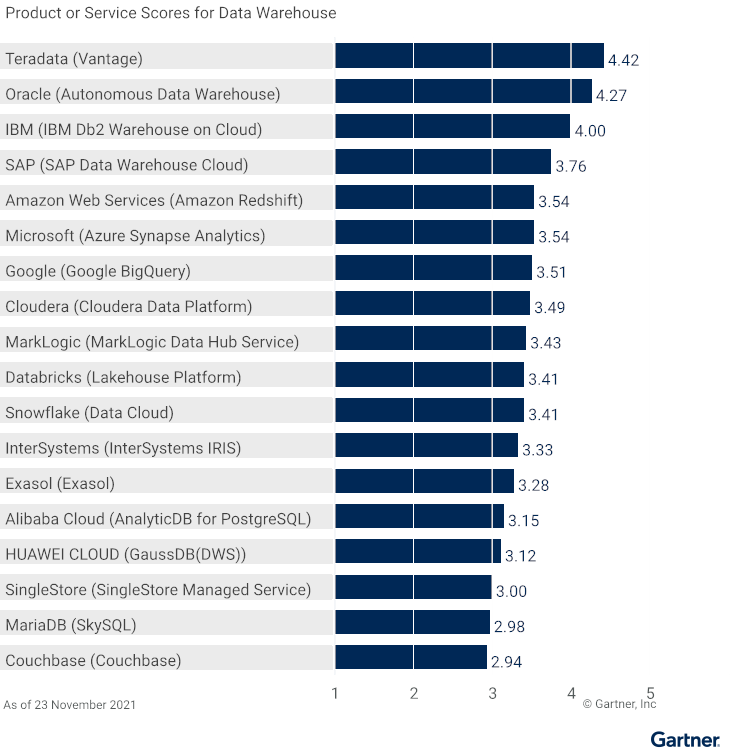 Product or Service Scores for Data Warehouse
Teradata (Vantage) 4.42
Oracle (Autonomous Data Warehouse) 4.27
IBM (IBM Db2 Warehouse on Cloud) 4.00
SAP (SAP Data Warehouse Cloud) 3.76
Amazon Web Services (Amazon Redshift) 3.54
Microsoft (Azure Synapse Analytics) 3.54
Google (Google BigQuery) 3.51
Cloudera (Cloudera Data Platform) 3.49
MarkLogic (MarkLogic Data Hub Service) 3.43
Databricks (Lakehouse Platform) 3.41
Snowflake (Data Cloud) 3.41
InterSystems (InterSystems IRIS) 3.33
Exasol (Exasol) 3.28
Alibaba Cloud (AnalyticDB for PostgreSQL) 3.15
HUAWEI CLOUD (GaussDB(DWS)) 3.12
SingleStore (SingleStore Managed Service) 3.00
MariaDB (SkySQL) 2.98
Couchbase (Couchbase) 2.94
1 2 3 4 5
As of 23 November 2021 © Gartner, Inc
Gartner